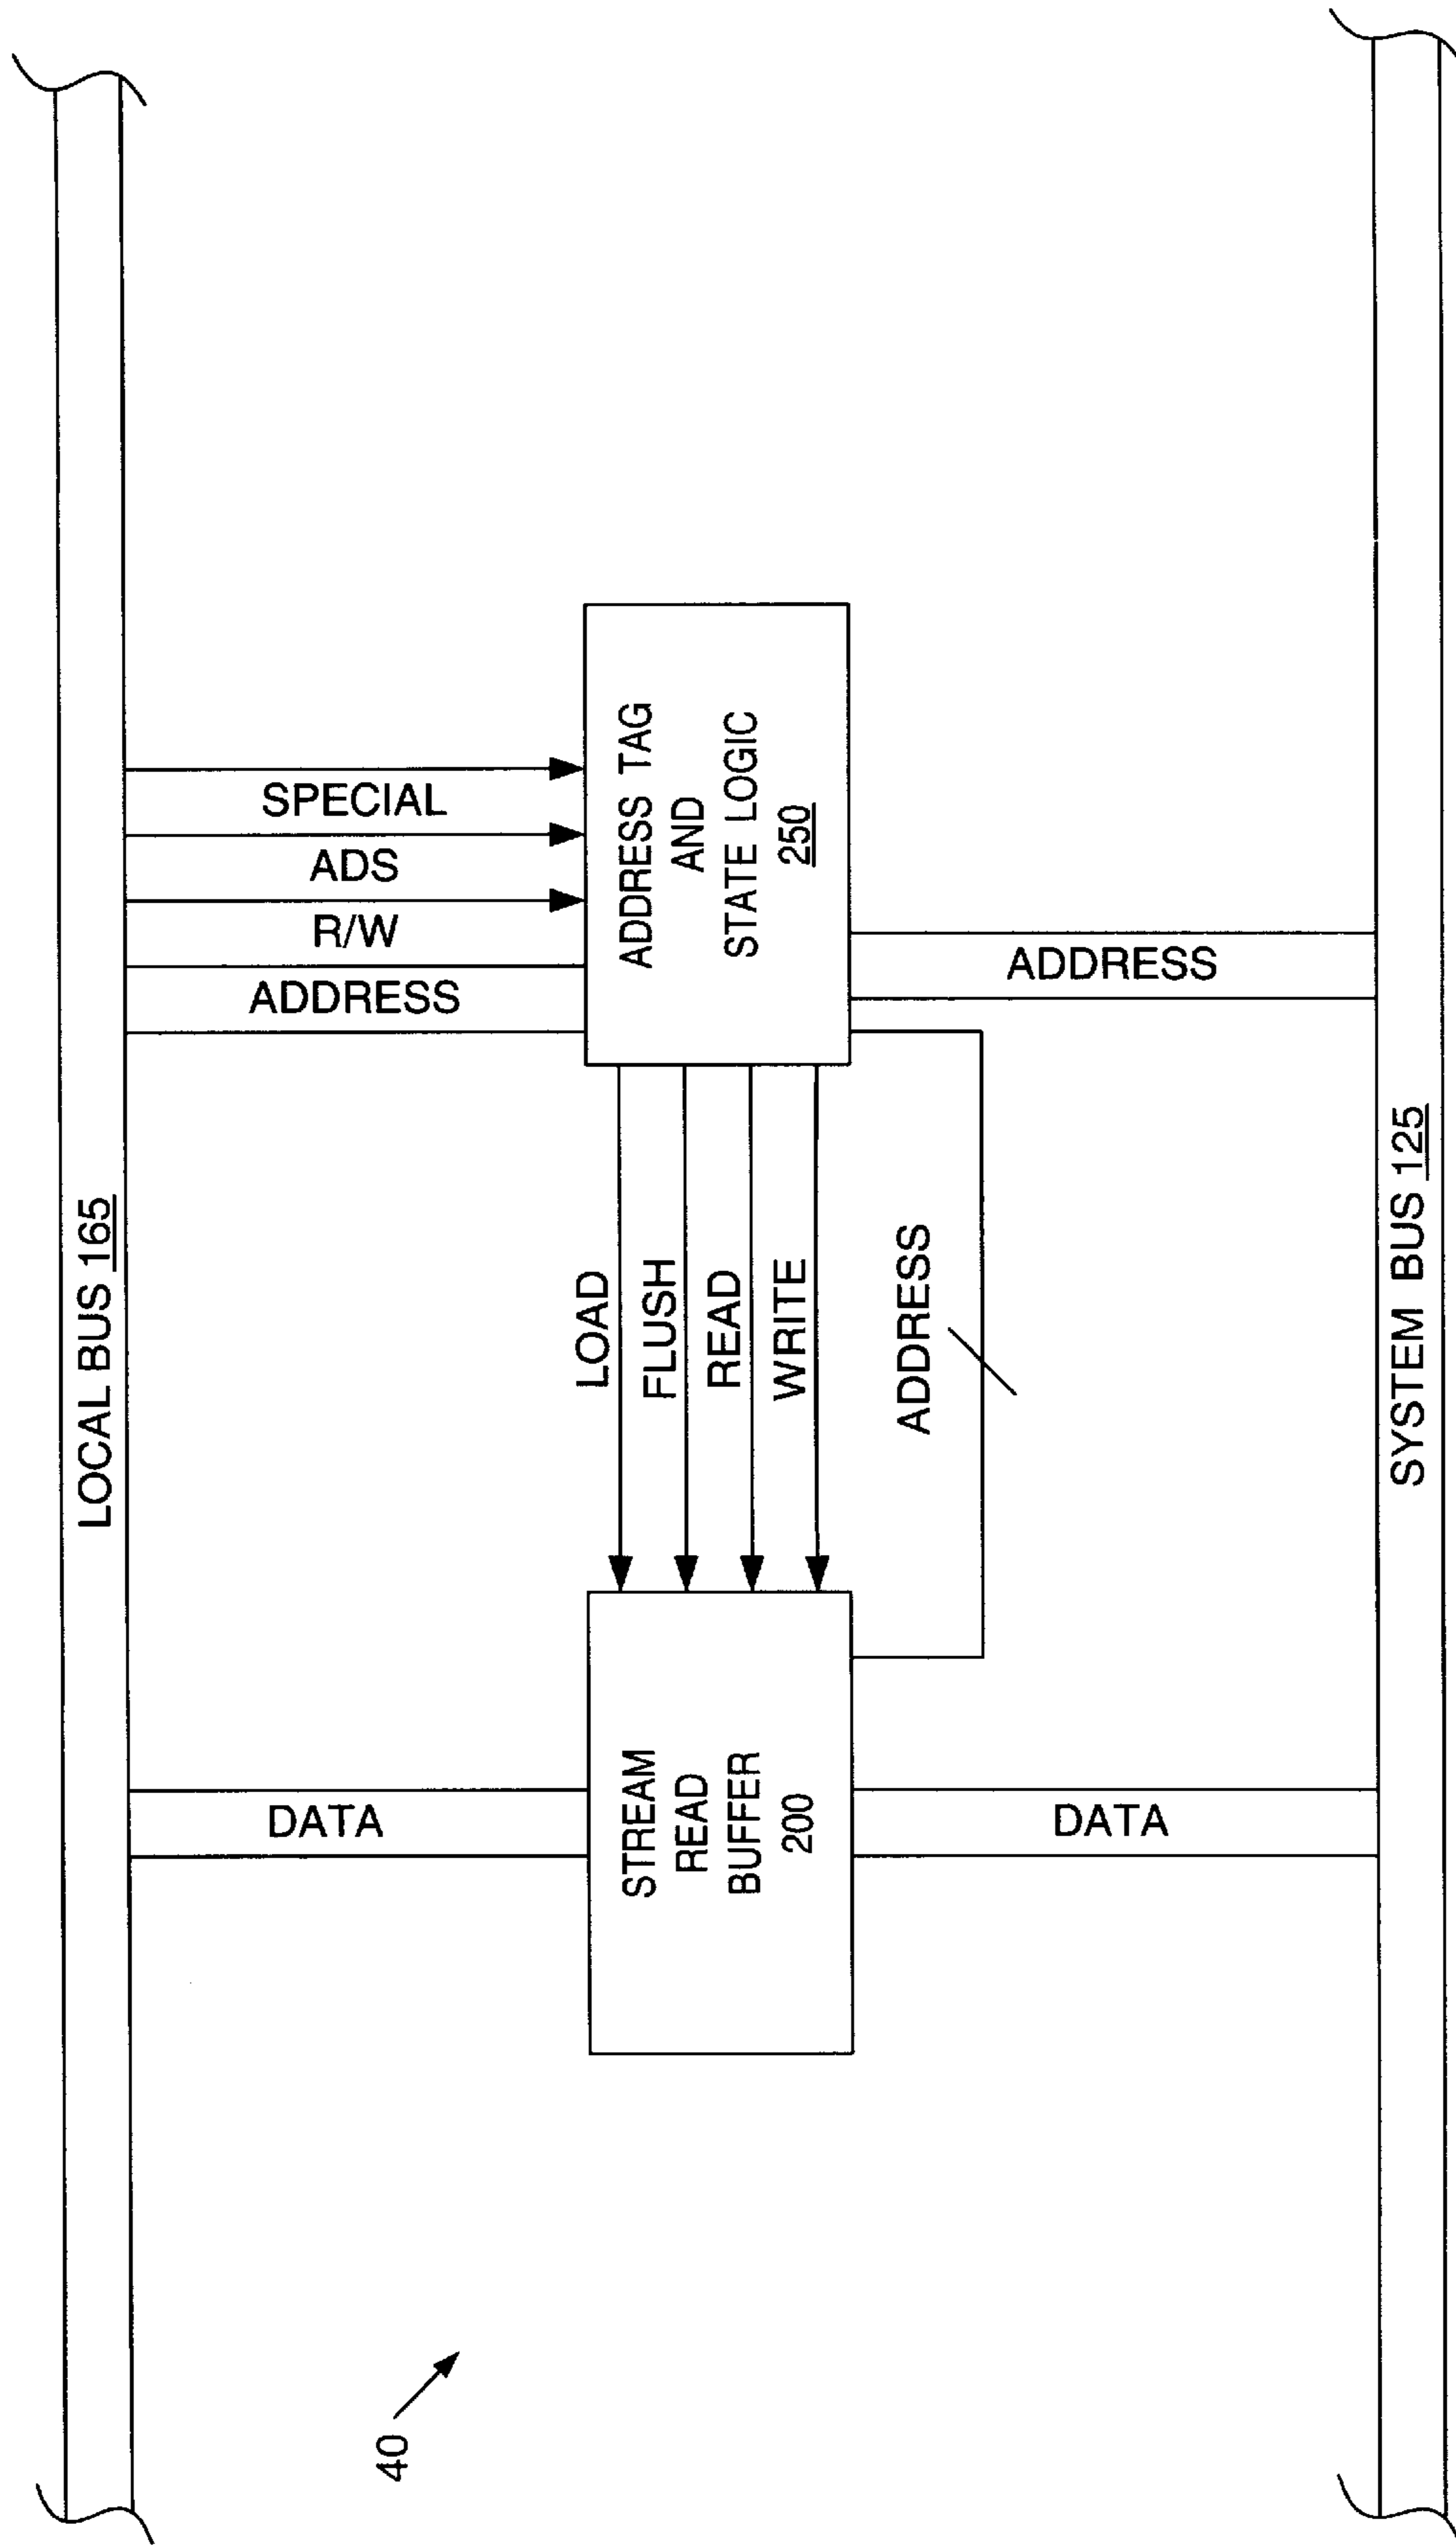 LOCAL BUS 165
DATA
ADDRESS
R/W
ADS
SPECIAL
STREAM
READ
BUFFER
200
LOAD
FLUSH
READ
WRITE
ADDRESS
ADDRESS TAG
AND
STATE LOGIC
250
DATA
ADDRESS
SYSTEM BUS 125
40